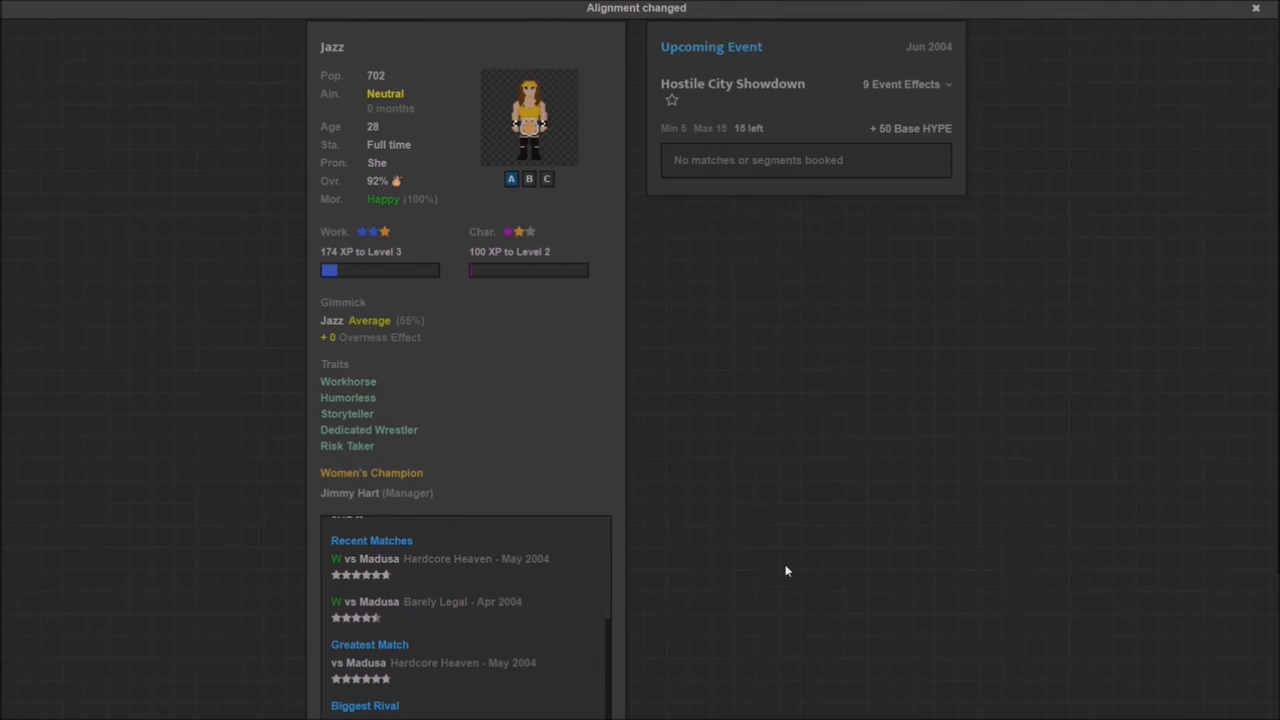 Alignment changed
Jazz
Pop. 702
Aln. Neutral
0 months
Age 28
Sta. Full time
Pron. She
Ovr. 92%
Mor. Happy (100%)
A B C
Work. Char.
174 XP to Level 3 100 XP to Level 2
Gimmick
Jazz Average (55%)
+ 0 Overness Effect
Traits
Workhorse
Humorless
Storyteller
Dedicated Wrestler
Risk Taker
Women's Champion
Jimmy Hart (Manager)
Recent Matches
W vs Madusa Hardcore Heaven - May 2004
W vs Madusa Barely Legal - Apr 2004
Greatest Match
vs Madusa Hardcore Heaven - May 2004
Biggest Rival
Upcoming Event Jun 2004
Hostile City Showdown 9 Event Effects
Min 5 Max 15 15 left + 50 Base HYPE
No matches or segments booked